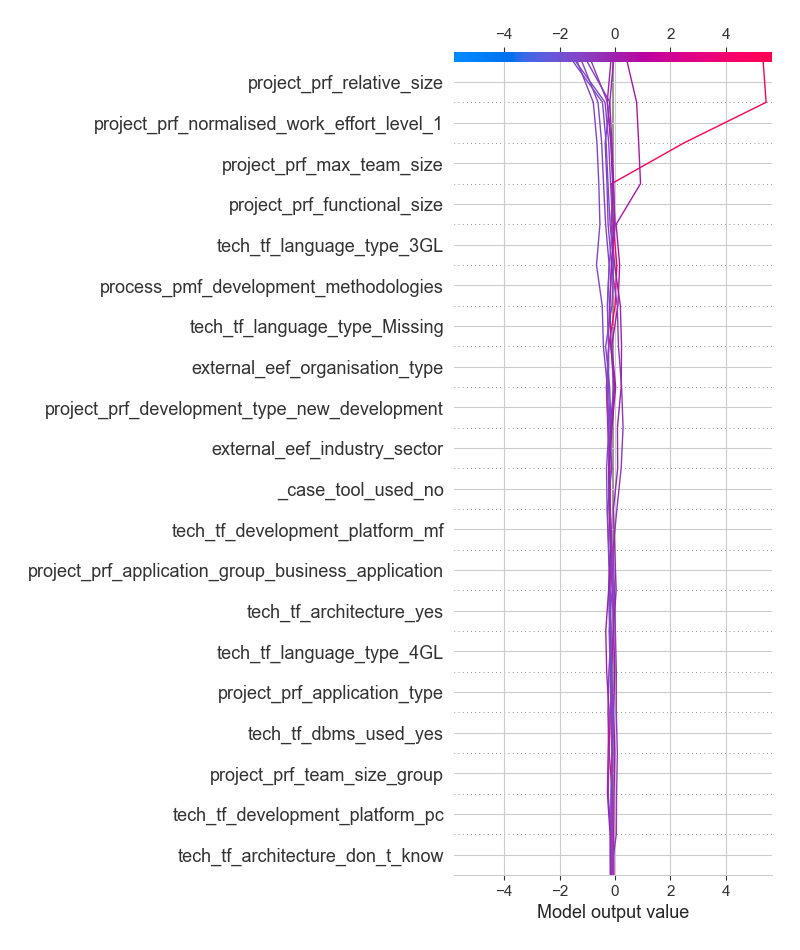 −4 −2 0 2 4
project_prf_relative_size
project_prf_normalised_work_effort_level_1
project_prf_max_team_size
project_prf_functional_size
tech_tf_language_type_3GL
process_pmf_development_methodologies
tech_tf_language_type_Missing
external_eef_organisation_type
project_prf_development_type_new_development
external_eef_industry_sector
_case_tool_used_no
tech_tf_development_platform_mf
project_prf_application_group_business_application
tech_tf_architecture_yes
tech_tf_language_type_4GL
project_prf_application_type
tech_tf_dbms_used_yes
project_prf_team_size_group
tech_tf_development_platform_pc
tech_tf_architecture_don_t_know
−4 −2 0 2 4
Model output value